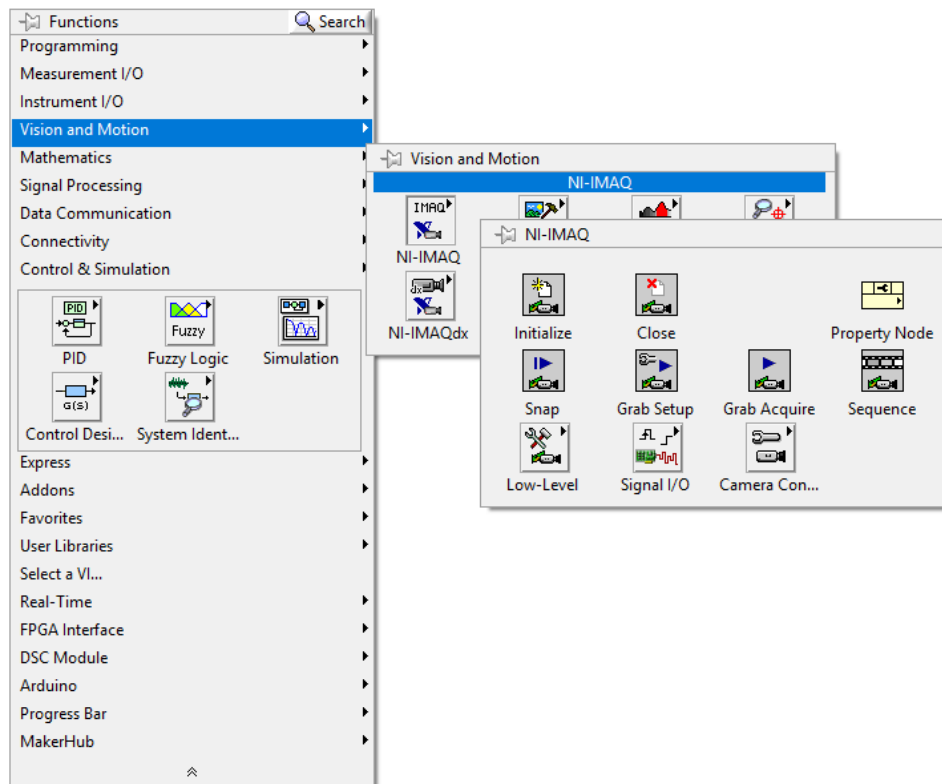 Functions
Search
Programming
Measurement I/O
Instrument I/O
Vision and Motion
Mathematics
Signal Processing
Data Communication
Connectivity
Control & Simulation
PID
PID
Fuzzy
Fuzzy Logic
Simulation
G(S)
Control Desi...
System Ident...
Express
Addons
Favorites
User Libraries
Select a VI...
Real-Time
FPGA Interface
DSC Module
Arduino
Progress Bar
MakerHub
Vision and Motion
NI-IMAQ
IMAQ
NI-IMAQ
dx
NI-IMAQdx
NI-IMAQ
Initialize
Close
Property Node
Snap
Grab Setup
Grab Acquire
Sequence
Low-Level
Signal I/O
Camera Con...